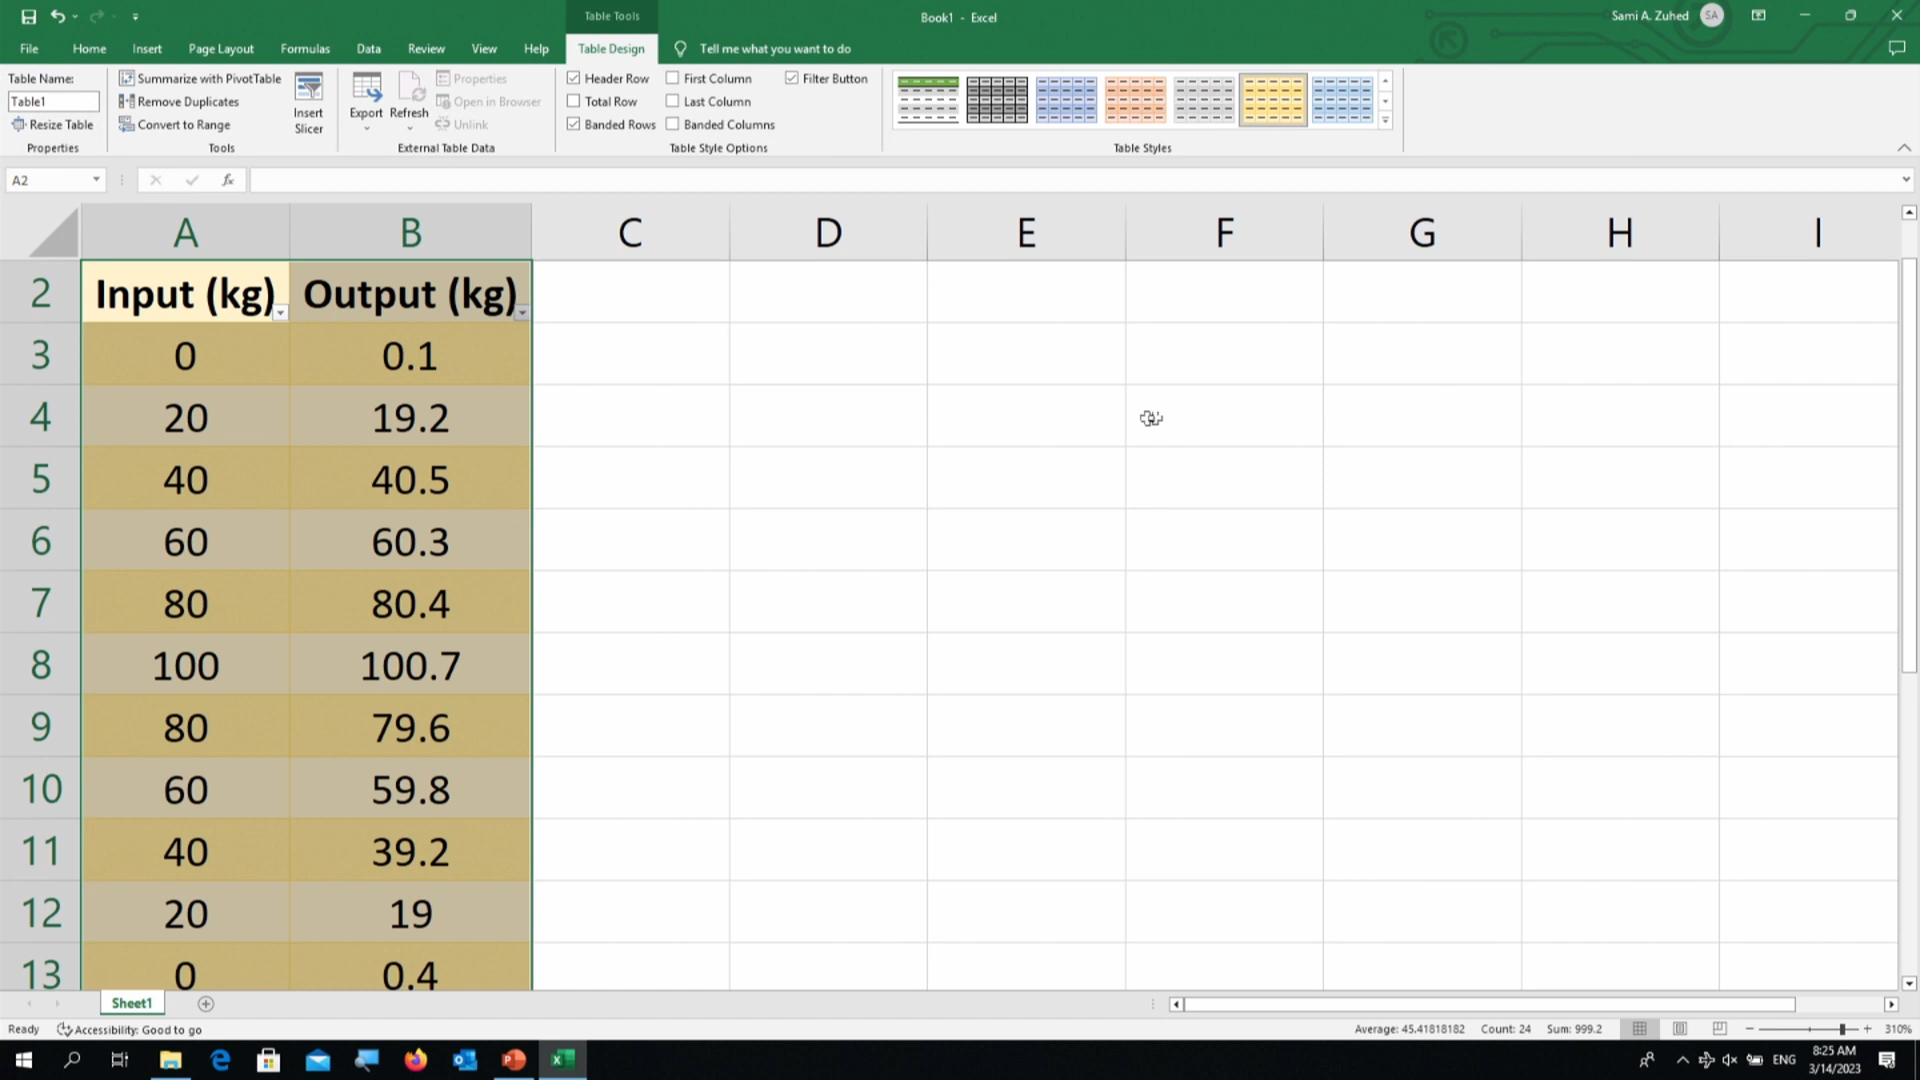 Table Tools
Book1 - Excel
Sami A. Zuhed SA
File Home Insert Page Layout Formulas Data Review View Help Table Design Tell me what you want to do
Table Name:
Table1
Resize Table
Properties
Summarize with PivotTable
Remove Duplicates
Convert to Range
Insert
Slicer
Tools
Export Refresh
Properties
Open in Browser
Unlink
External Table Data
Header Row First Column Filter Button
Total Row Last Column
Banded Rows Banded Columns
Table Style Options
Table Styles
A2 fx
A B C D E F G H I
2 Input (kg) Output (kg)
3 0 0.1
4 20 19.2
5 40 40.5
6 60 60.3
7 80 80.4
8 100 100.7
9 80 79.6
10 60 59.8
11 40 39.2
12 20 19
13 0 0.4
Sheet1
Ready Accessibility: Good to go Average: 45.41818182 Count: 24 Sum: 999.2 310%
ENG 8:25 AM
3/14/2023